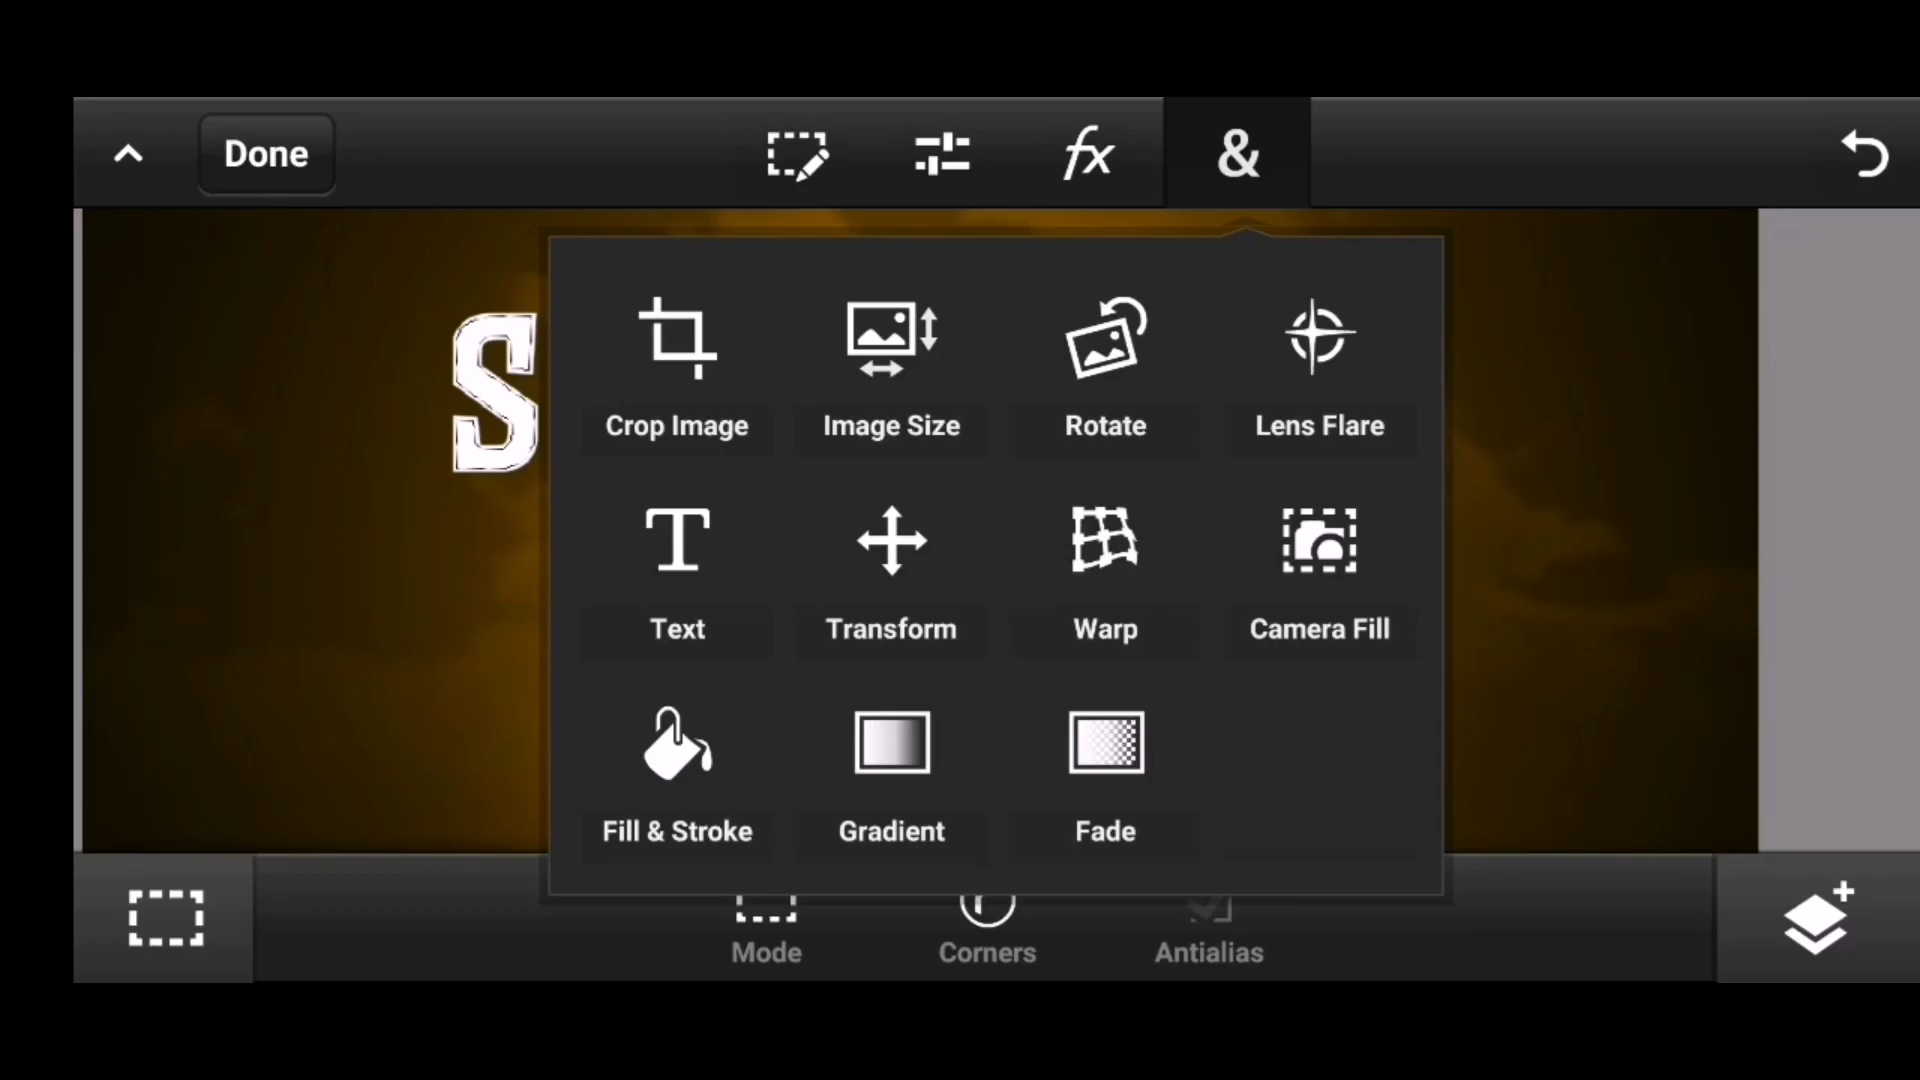 Done fx &
S
Crop Image Image Size Rotate Lens Flare
Text Transform Warp Camera Fill
Fill & Stroke Gradient Fade
Mode Corners Antialias